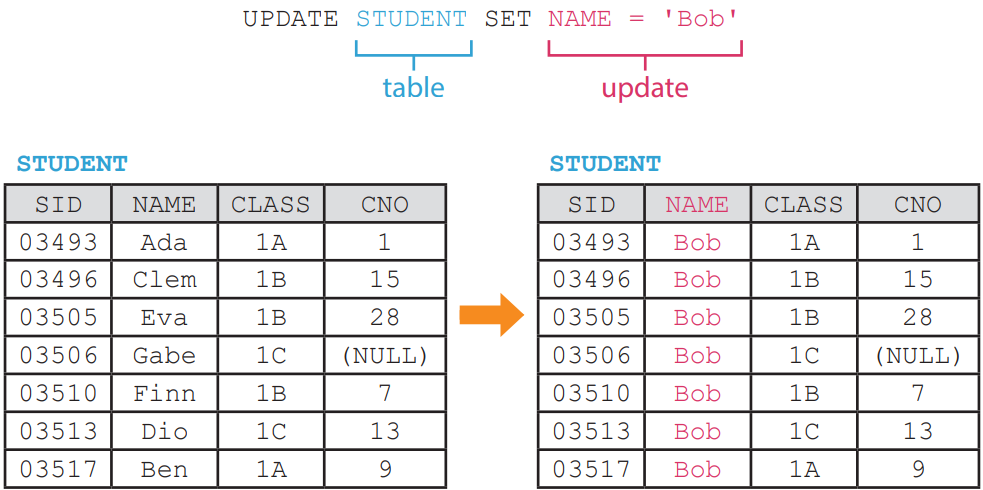 UPDATE STUDENT SET NAME = 'Bob'
table update
STUDENT
SID NAME CLASS CNO
03493 Ada 1A 1
03496 Clem 1B 15
03505 Eva 1B 28
03506 Gabe 1C (NULL)
03510 Finn 1B 7
03513 Dio 1C 13
03517 Ben 1A 9
STUDENT
SID NAME CLASS CNO
03493 Bob 1A 1
03496 Bob 1B 15
03505 Bob 1B 28
03506 Bob 1C (NULL)
03510 Bob 1B 7
03513 Bob 1C 13
03517 Bob 1A 9